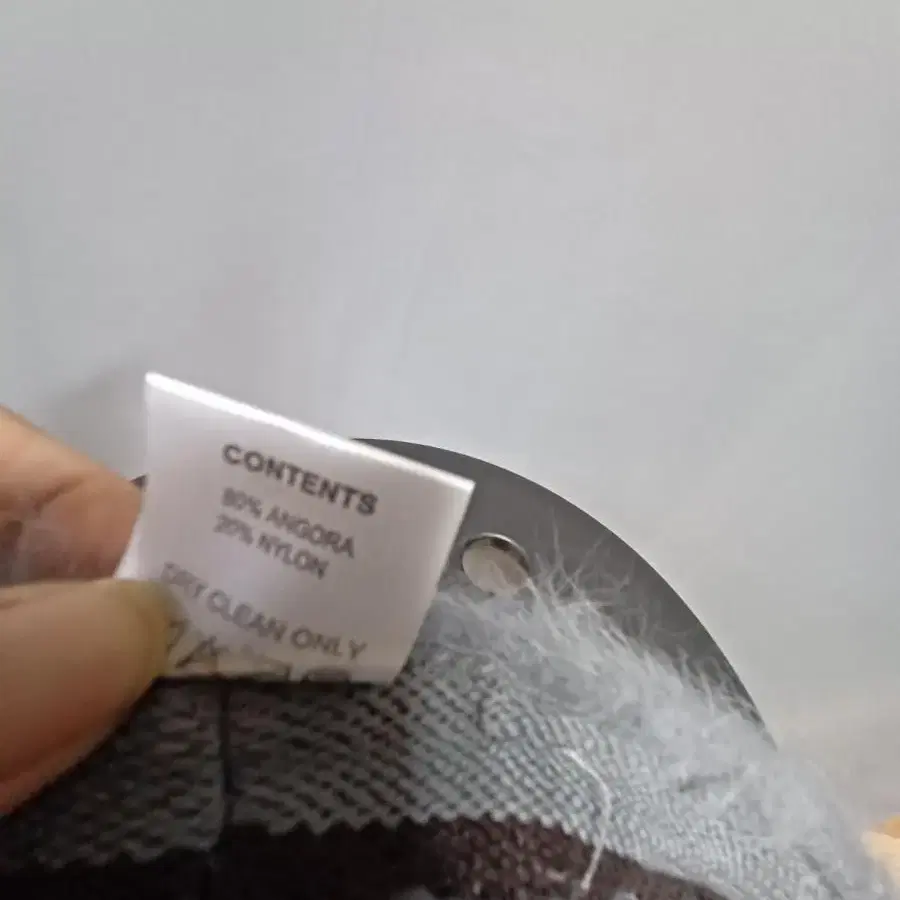 CONTENTS
80% ANGORA
20% NYLON
DRY CLEAN ONLY